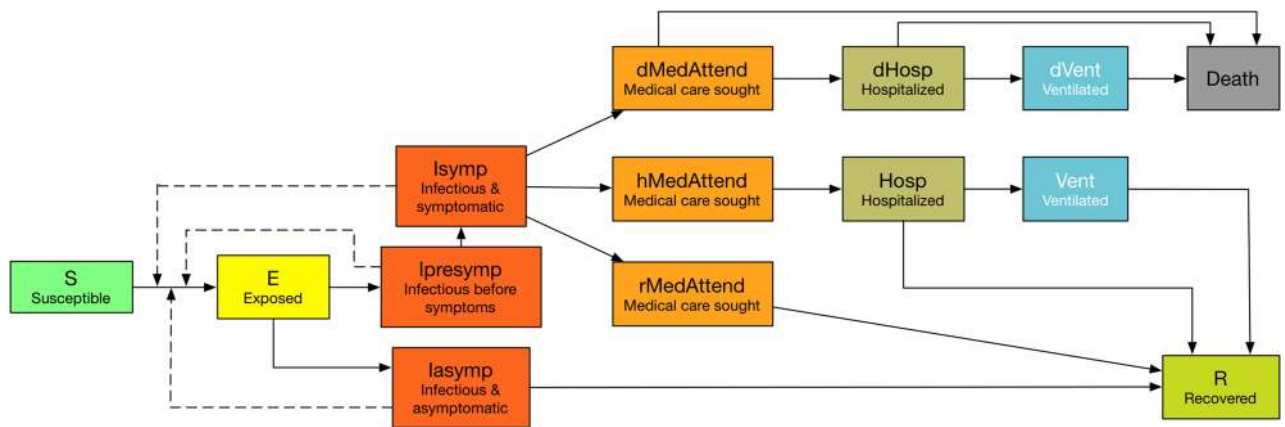 dMedAttend
Medical care sought
dHosp
Hospitalized
dVent
Ventilated
Death
Isymp
Infectious &
symptomatic
hMedAttend
Medical care sought
Hosp
Hospitalized
Vent
Ventilated
S
Susceptible
E
Exposed
Ipresymp
Infectious before
symptoms
rMedAttend
Medical care sought
Iasymp
Infectious &
asymptomatic
R
Recovered